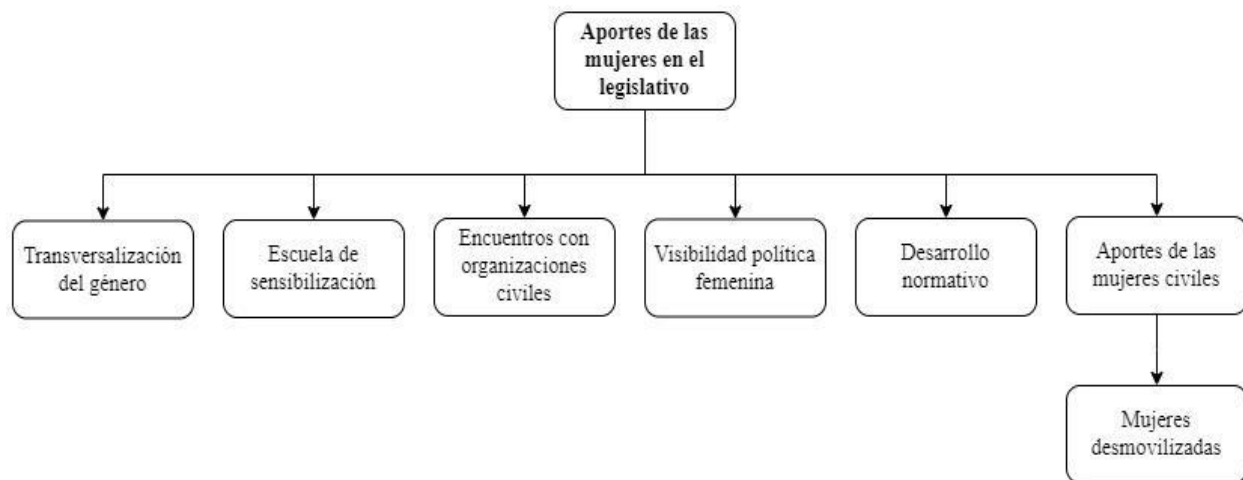 Aportes de las
mujeres en el
legislativo
Transversalización
del género
Escuela de
sensibilización
Encuentros con
organizaciones
civiles
Visibilidad política
femenina
Desarrollo
normativo
Aportes de las
mujeres civiles
Mujeres
desmovilizadas